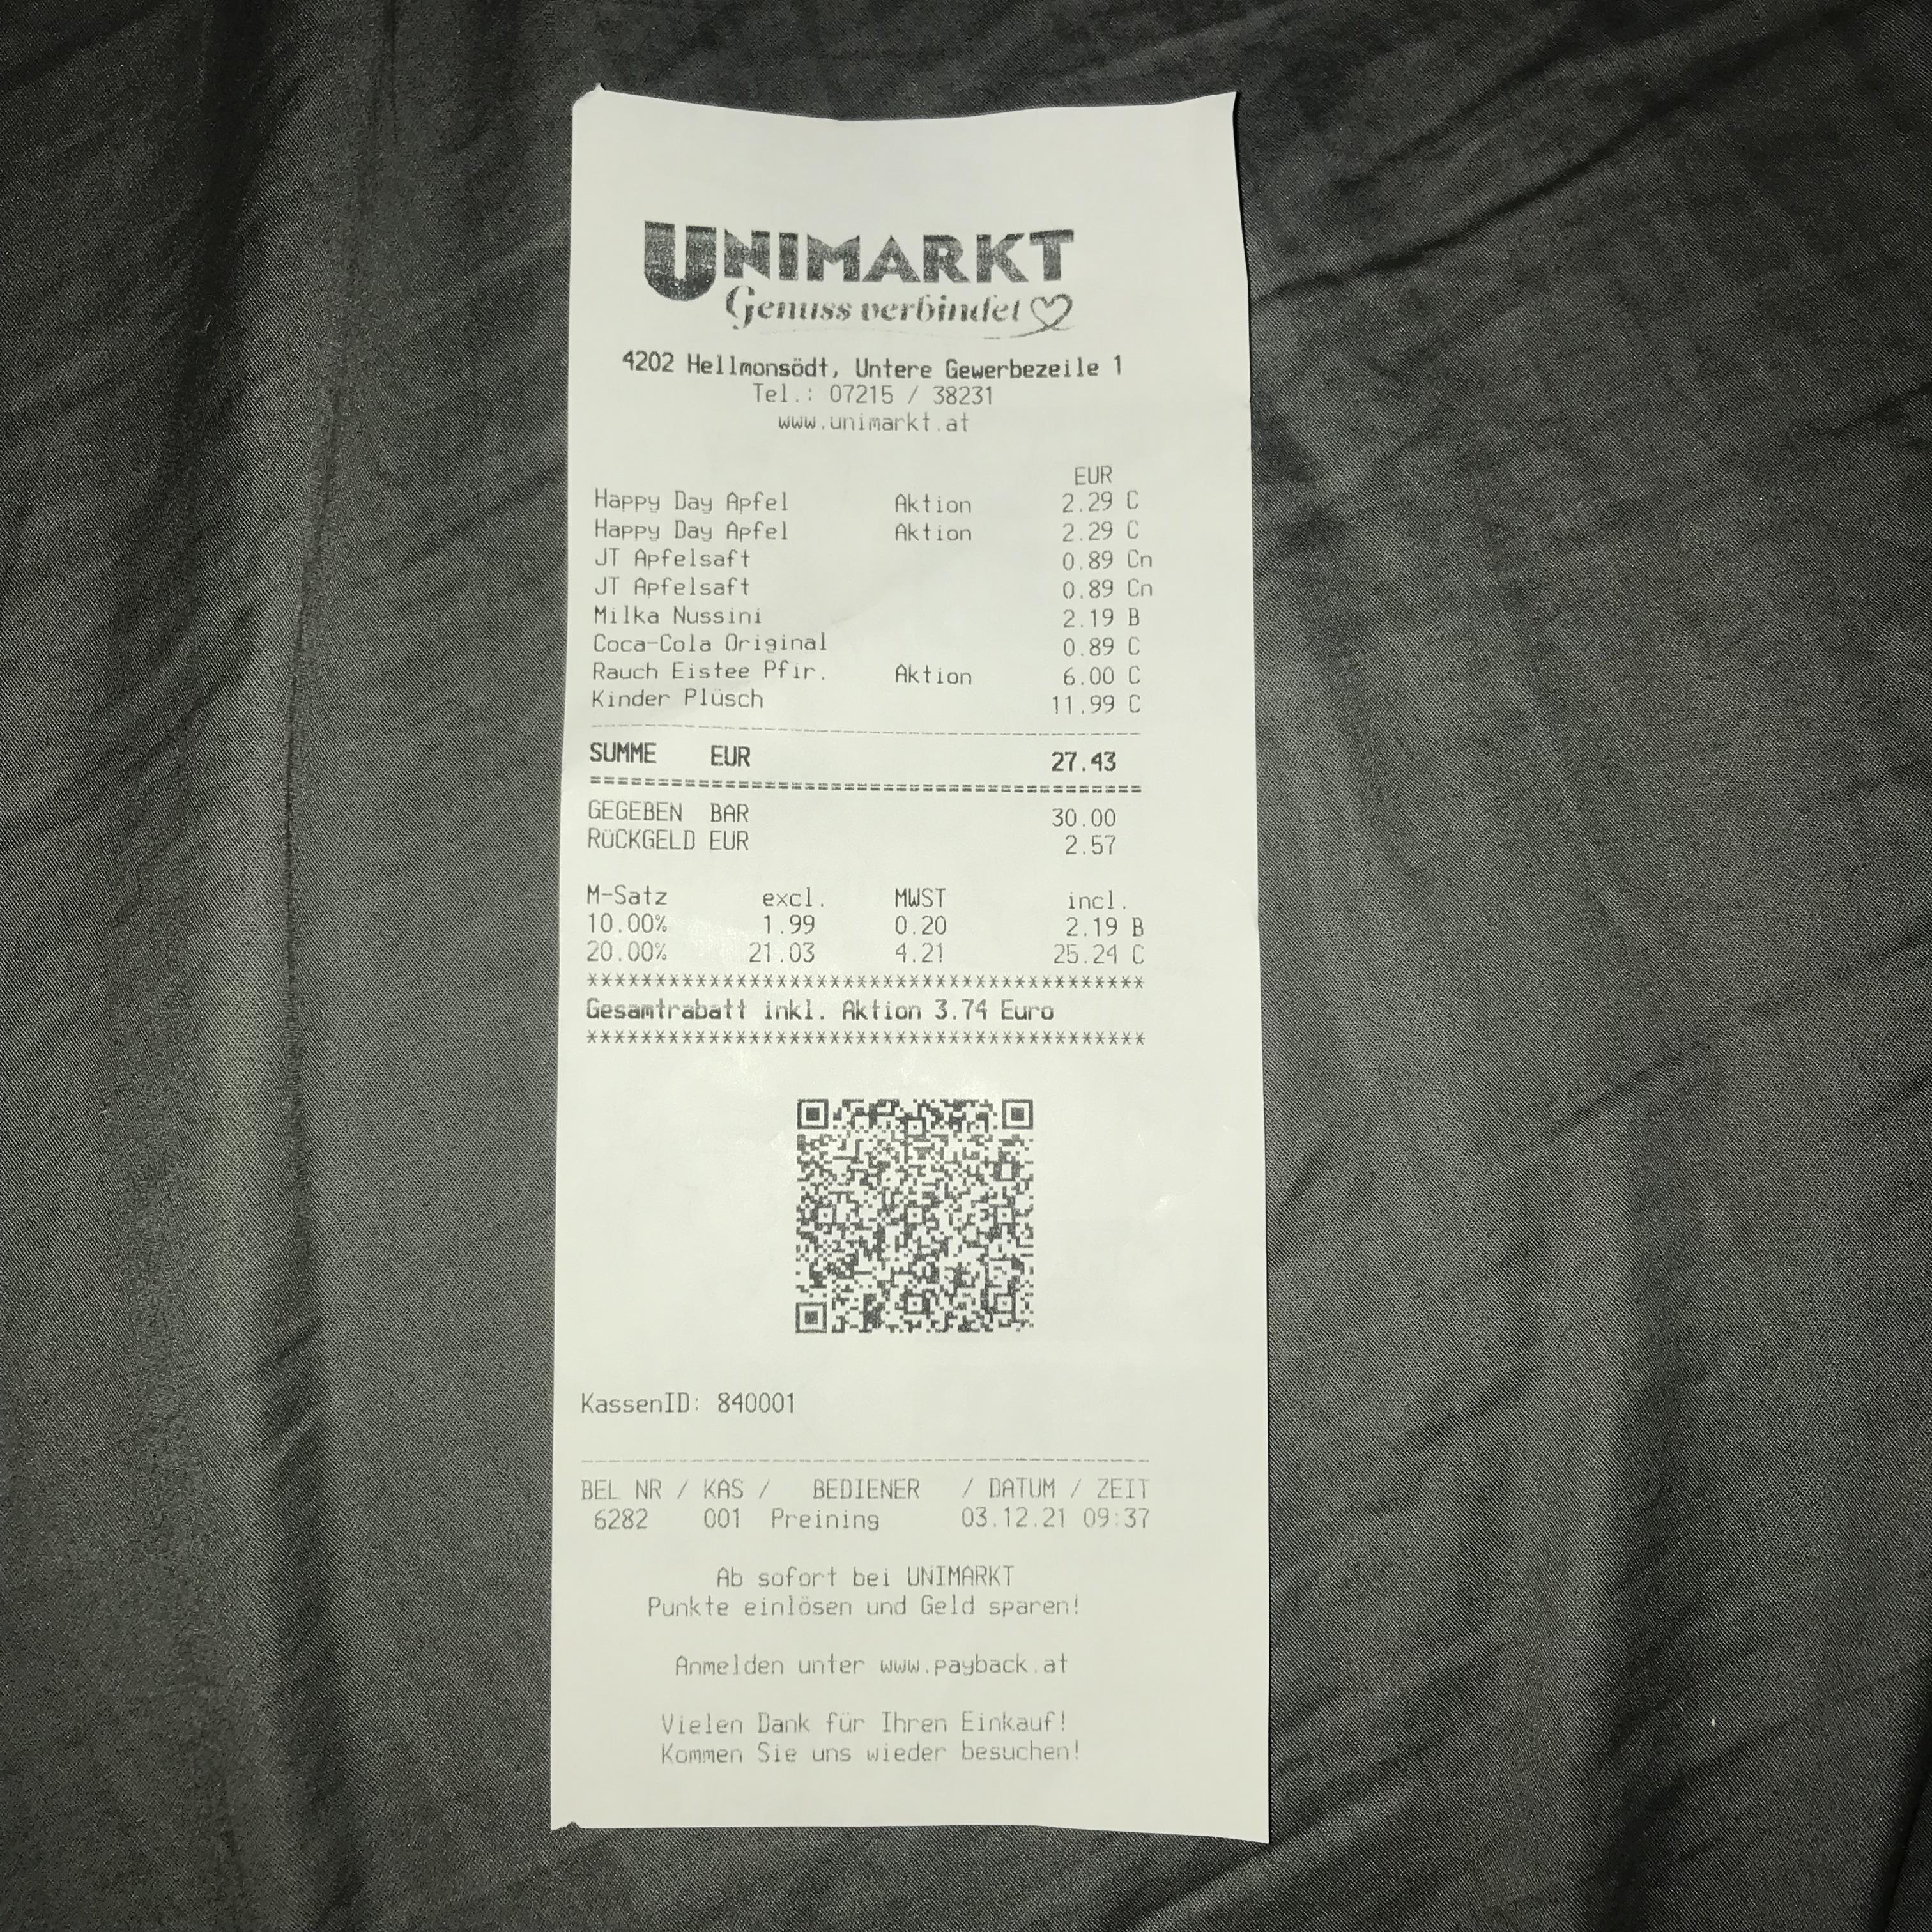 UNIMARKT
Genuss verbindet
4202 Hellmonsödt, Untere Gewerbezeile 1
Tel.: 07215 / 38231
www.unimarkt.at
EUR
Happy Day Apfel Aktion 2.29 C
Happy Day Apfel Aktion 2.29 C
JT Apfelsaft 0.89 Cn
JT Apfelsaft 0.89 Cn
Milka Nussini 2.19 B
Coca-Cola Original 0.89 C
Rauch Eistee Pfir. Aktion 6.00 C
Kinder Plüsch 11.99 C
----------------------------------------
SUMME EUR 27.43
========================================
GEGEBEN BAR 30.00
RÜCKGELD EUR 2.57
M-Satz excl. MWST incl.
10.00% 1.99 0.20 2.19 B
20.00% 21.03 4.21 25.24 C
******************************************
Gesamtrabatt inkl. Aktion 3.74 Euro
******************************************
KassenID: 840001
------------------------------------------
BEL NR / KAS / BEDIENER / DATUM / ZEIT
6282 001 Preining 03.12.21 09:37
Ab sofort bei UNIMARKT
Punkte einlösen und Geld sparen!
Anmelden unter www.payback.at
Vielen Dank für Ihren Einkauf!
Kommen Sie uns wieder besuchen!